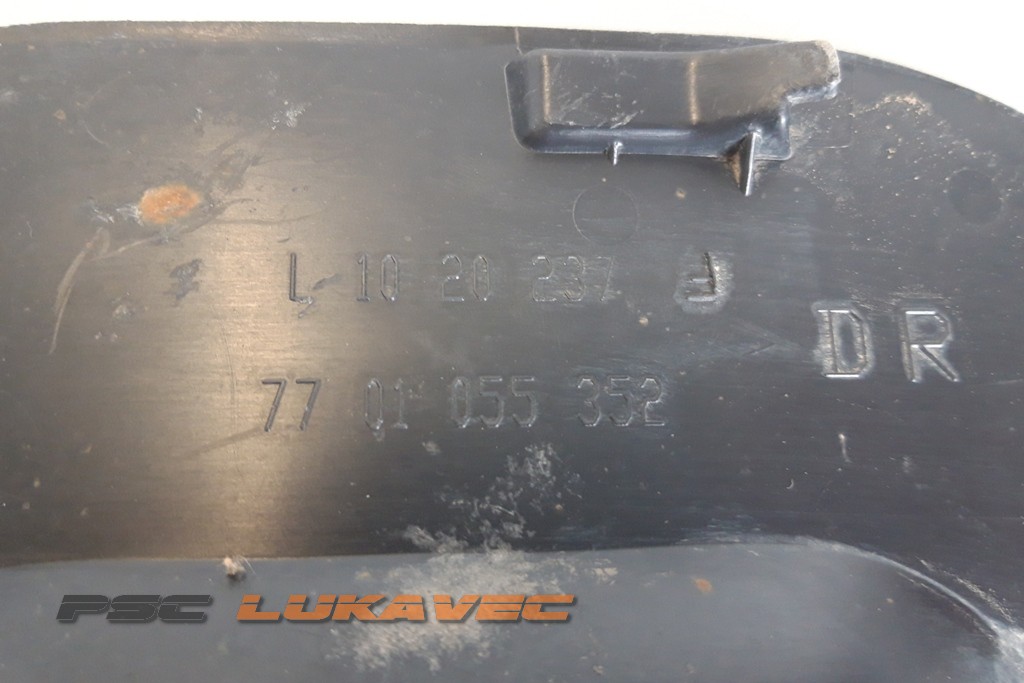 L 10 20 237
DR
77 01 055 352
PSC LUKAVEC